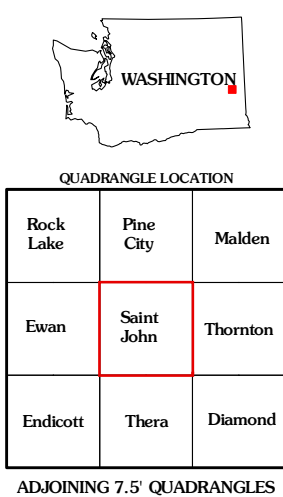 WASHINGTON
QUADRANGLE LOCATION
Rock
Lake
Pine
City
Malden
Ewan
Saint
John
Thornton
Endicott
Thera
Diamond
ADJOINING 7.5' QUADRANGLES